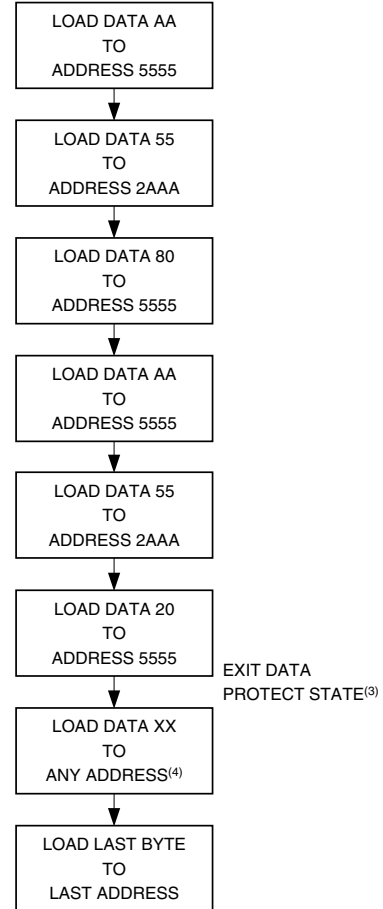 LOAD DATA AA
TO
ADDRESS 5555
LOAD DATA 55
TO
ADDRESS 2AAA
LOAD DATA 80
TO
ADDRESS 5555
LOAD DATA AA
TO
ADDRESS 5555
LOAD DATA 55
TO
ADDRESS 2AAA
LOAD DATA 20
TO
ADDRESS 5555
EXIT DATA
PROTECT STATE(3)
LOAD DATA XX
TO
ANY ADDRESS(4)
LOAD LAST BYTE
TO
LAST ADDRESS